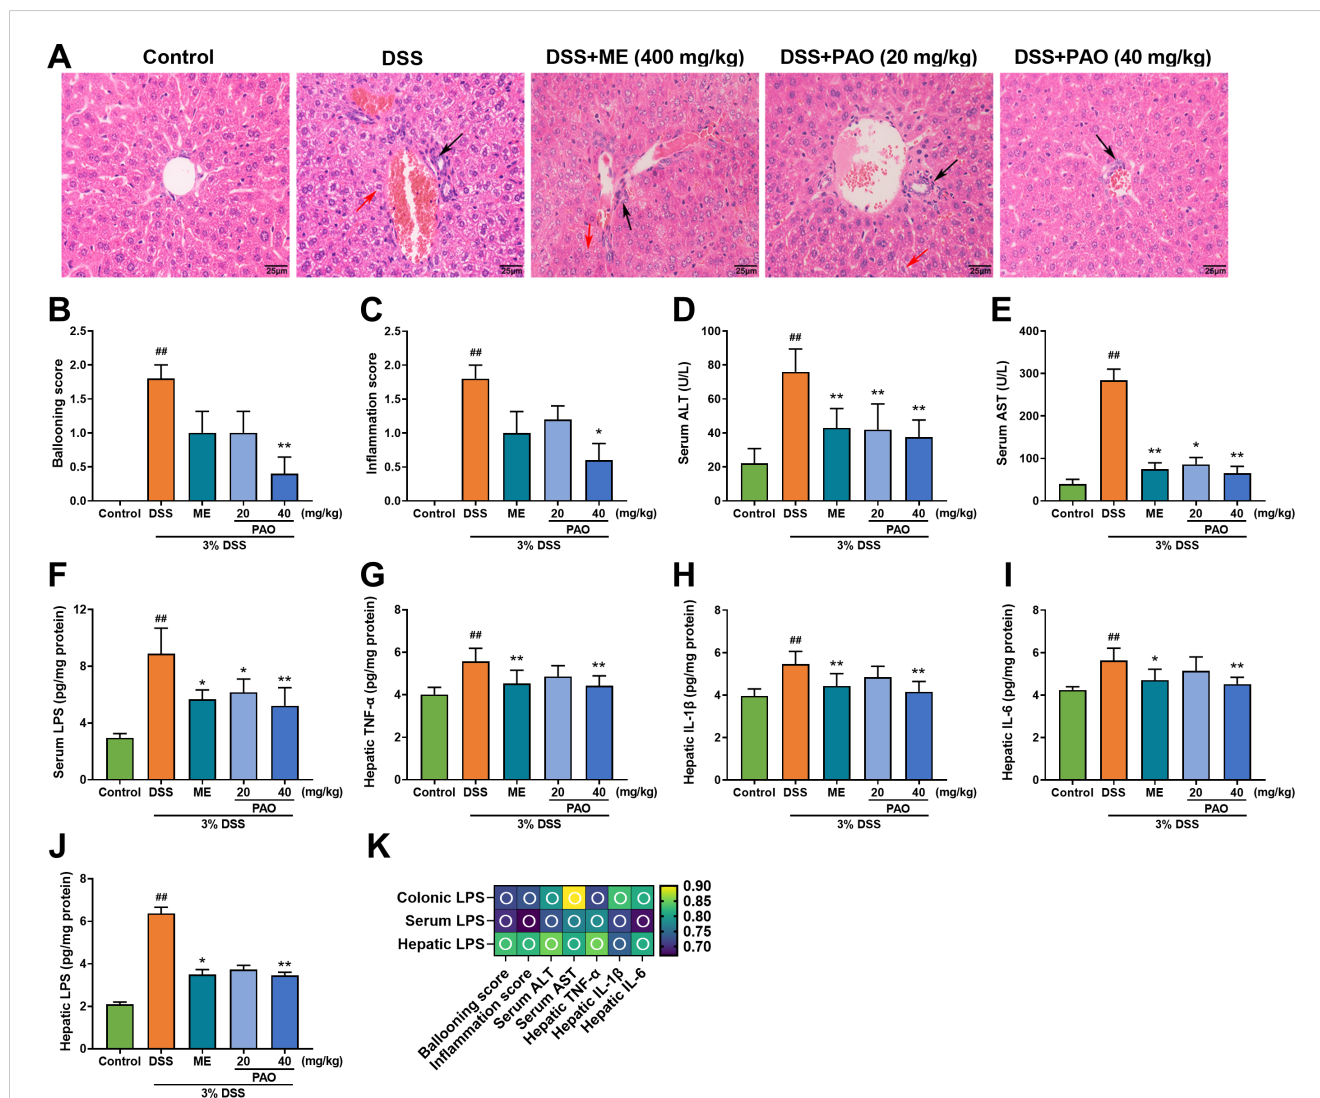 A
Control
DSS
DSS+ME (400 mg/kg)
DSS+PAO (20 mg/kg)
DSS+PAO (40 mg/kg)
25μm
25μm
25μm
25μm
25μm
B
Ballooning score
2.5
2.0
1.5
1.0
0.5
0.0
##
**
Control DSS ME 20 40 (mg/kg)
PAO
3% DSS
C
Inflammation score
2.5
2.0
1.5
1.0
0.5
0.0
##
*
Control DSS ME 20 40 (mg/kg)
PAO
3% DSS
D
Serum ALT (U/L)
100
80
60
40
20
0
##
** ** **
Control DSS ME 20 40 (mg/kg)
PAO
3% DSS
E
Serum AST (U/L)
400
300
200
100
0
##
** * **
Control DSS ME 20 40 (mg/kg)
PAO
3% DSS
F
Serum LPS (pg/mg protein)
12
8
4
0
##
* * **
Control DSS ME 20 40 (mg/kg)
PAO
3% DSS
G
Hepatic TNF-α (pg/mg protein)
8
6
4
2
0
##
** **
Control DSS ME 20 40 (mg/kg)
PAO
3% DSS
H
Hepatic IL-1β (pg/mg protein)
8
6
4
2
0
##
** **
Control DSS ME 20 40 (mg/kg)
PAO
3% DSS
I
Hepatic IL-6 (pg/mg protein)
8
6
4
2
0
##
* **
Control DSS ME 20 40 (mg/kg)
PAO
3% DSS
J
Hepatic LPS (pg/mg protein)
8
6
4
2
0
##
* **
Control DSS ME 20 40 (mg/kg)
PAO
3% DSS
K
Colonic LPS
Serum LPS
Hepatic LPS
0.90
0.85
0.80
0.75
0.70
Ballooning score
Inflammation score
Serum ALT
Serum AST
Hepatic TNF-α
Hepatic IL-1β
Hepatic IL-6